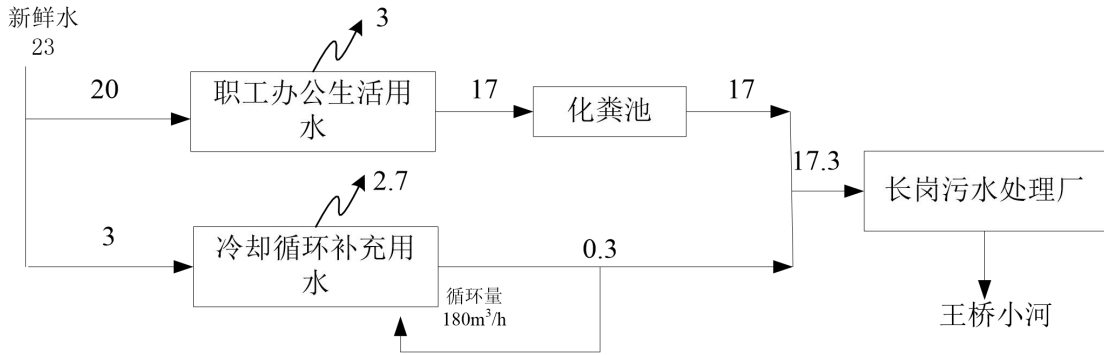 新鲜水
23
3
20
职工办公生活用
水
17
化粪池
17
17.3
长岗污水处理厂
2.7
3
冷却循环补充用
水
0.3
循环量
180m³/h
王桥小河